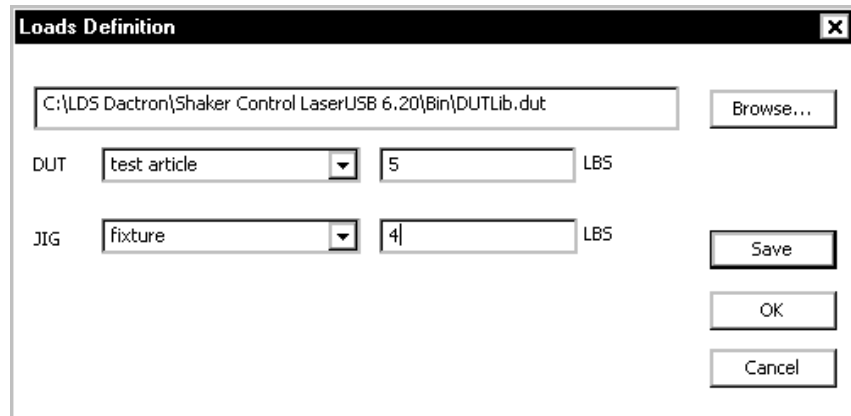 Loads Definition
C:\LDS Dactron\Shaker Control LaserUSB 6.20\Bin\DUTLib.dut
Browse...
DUT test article 5 LBS
JIG fixture 4 LBS
Save
OK
Cancel